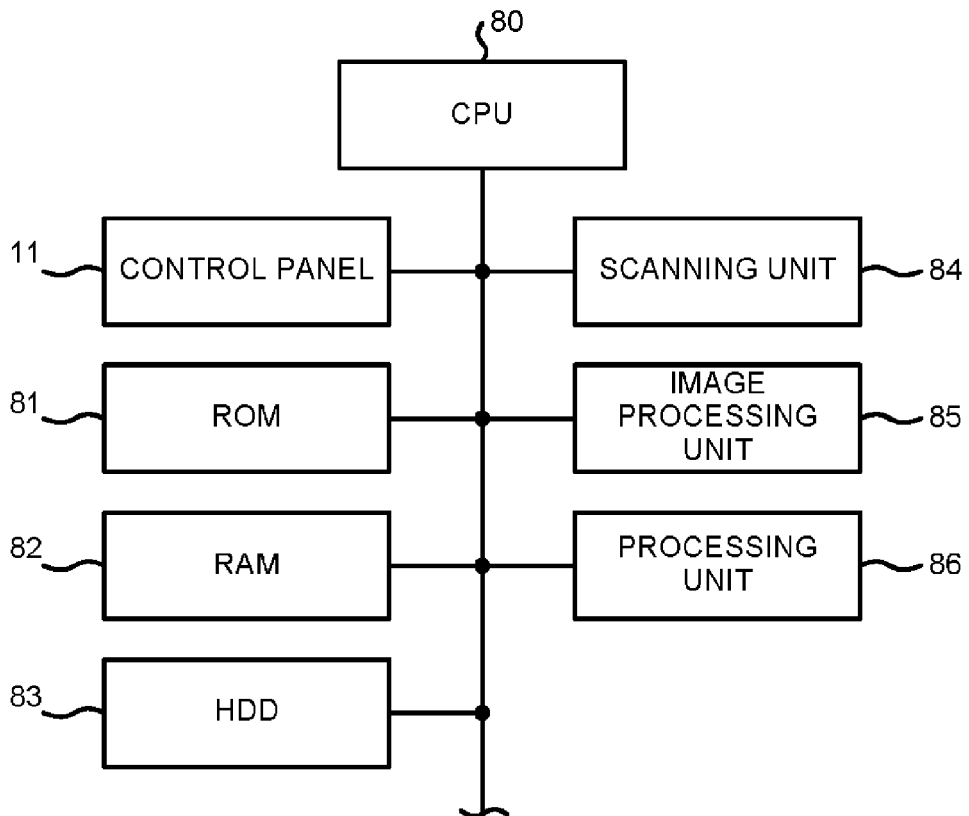 80
CPU
11
CONTROL PANEL
SCANNING UNIT
84
81
ROM
IMAGE
PROCESSING
UNIT
85
82
RAM
PROCESSING
UNIT
86
83
HDD